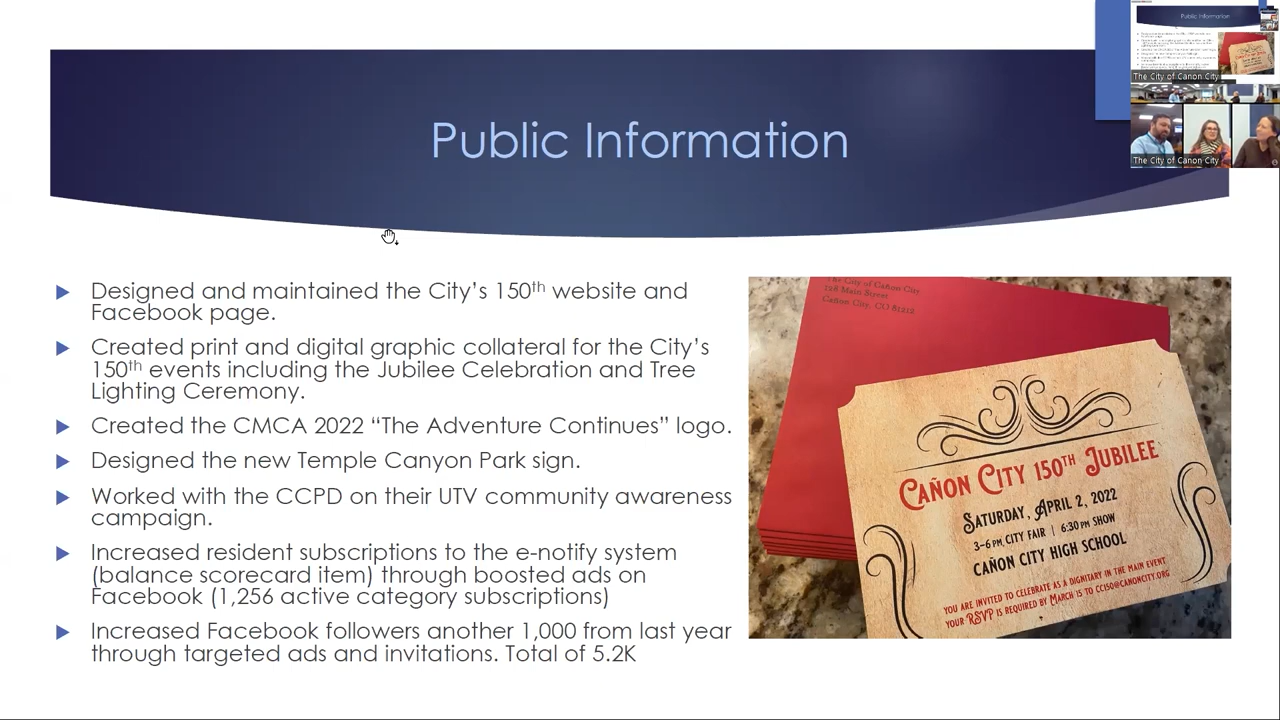 Public Information
The City of Canon City
Public Information
The City of Canon City
Designed and maintained the City's 150th website and
Facebook page.
Created print and digital graphic collateral for the City's
150th events including the Jubilee Celebration and Tree
Lighting Ceremony.
Created the CMCA 2022 “The Adventure Continues” logo.
Designed the new Temple Canyon Park sign.
Worked with the CCPD on their UTV community awareness
campaign.
Increased resident subscriptions to the e-notify system
(balance scorecard item) through boosted ads on
Facebook (1,256 active category subscriptions)
Increased Facebook followers another 1,000 from last year
through targeted ads and invitations. Total of 5.2K
The City of Cañon City
128 Main Street
Cañon City, CO 81212
Cañon City 150th Jubilee
Saturday, April 2, 2022
3-6 PM City Fair | 6:30 PM Show
Cañon City High School
You are invited to celebrate as a dignitary in the main event
Your RSVP is required by March 15 to cc150@canoncity.org